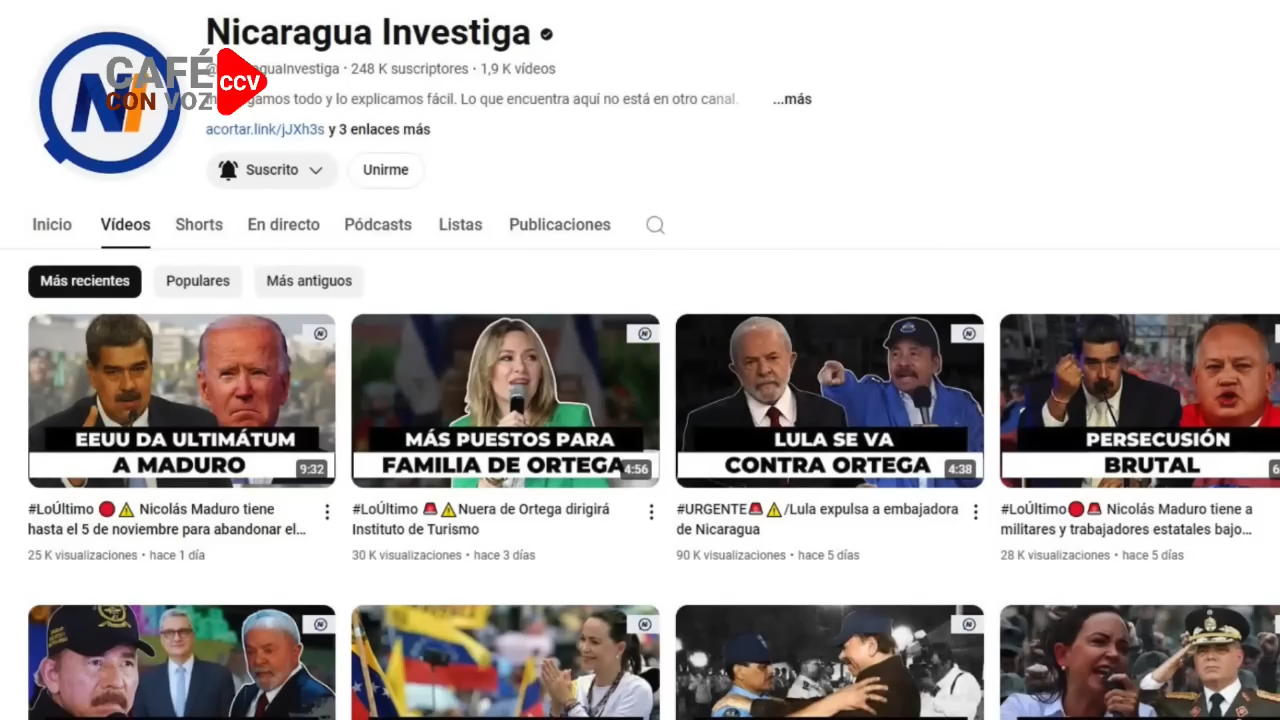 Nicaragua Investiga
CAFÉ
CON VOZ
CCV
NI
248 K suscriptores · 1,9 K vídeos
todo y lo explicamos fácil. Lo que encuentra aquí no está en otro canal. ...más
acortar.link/jJXh3s y 3 enlaces más
Suscrito
Unirme
Inicio Vídeos Shorts En directo Pódcasts Listas Publicaciones
Más recientes Populares Más antiguos
EEUU DA ULTIMÁTUM
A MADURO
9:32
MÁS PUESTOS PARA
FAMILIA DE ORTEGA
4:56
LULA SE VA
CONTRA ORTEGA
4:38
PERSECUSIÓN
BRUTAL
#LoÚltimo 🔴⚠️ Nicolás Maduro tiene
hasta el 5 de noviembre para abandonar el...
25 K visualizaciones · hace 1 día
#LoÚltimo 🚨⚠️Nuera de Ortega dirigirá
Instituto de Turismo
30 K visualizaciones · hace 3 días
#URGENTE🚨⚠️/Lula expulsa a embajadora
de Nicaragua
90 K visualizaciones · hace 5 días
#LoÚltimo🔴🚨 Nicolás Maduro tiene a
militares y trabajadores estatales bajo...
28 K visualizaciones · hace 5 días